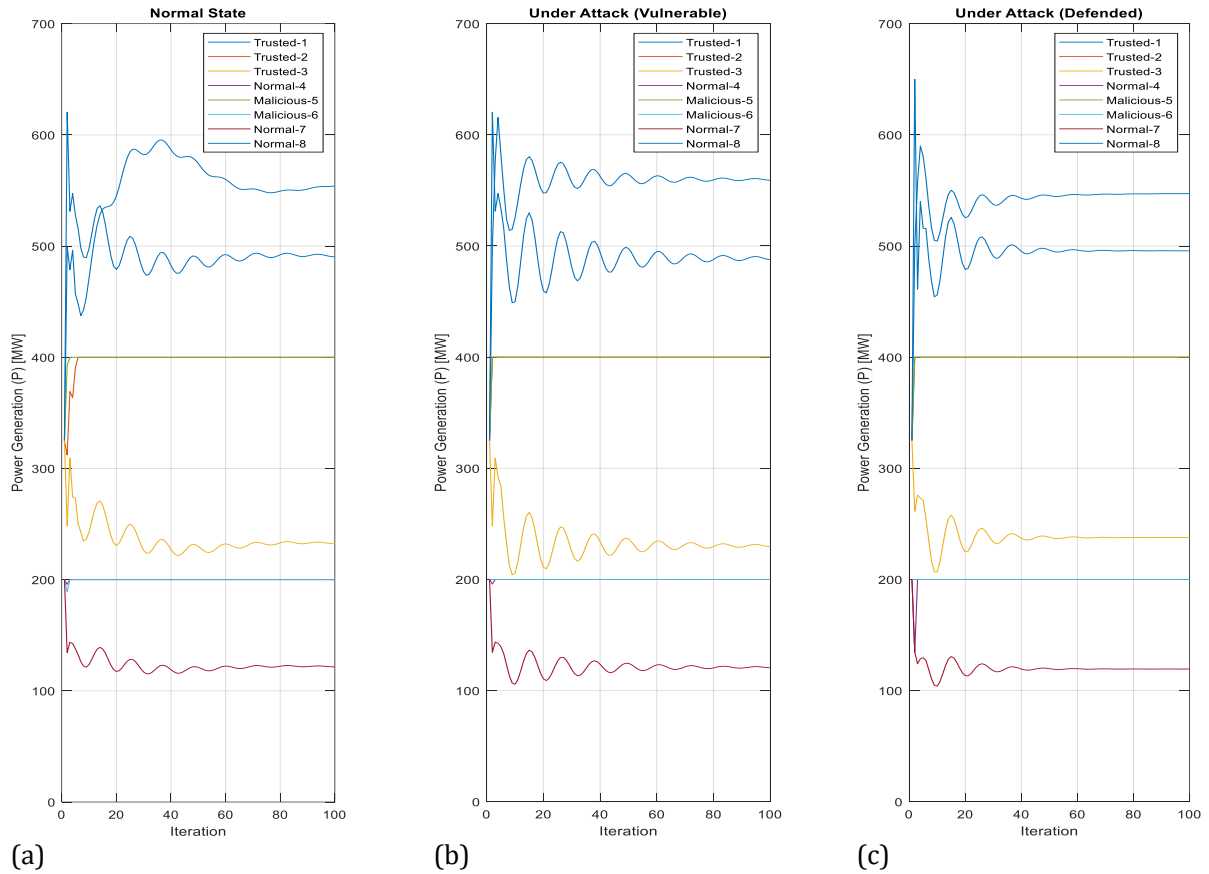 Normal State
700
600
500
400
300
200
100
0
0 20 40 60 80 100
Power Generation (P) [MW]
Iteration
Trusted-1
Trusted-2
Trusted-3
Normal-4
Malicious-5
Malicious-6
Normal-7
Normal-8
(a)
Under Attack (Vulnerable)
700
600
500
400
300
200
100
0
0 20 40 60 80 100
Power Generation (P) [MW]
Iteration
Trusted-1
Trusted-2
Trusted-3
Normal-4
Malicious-5
Malicious-6
Normal-7
Normal-8
(b)
Under Attack (Defended)
700
600
500
400
300
200
100
0
0 20 40 60 80 100
Power Generation (P) [MW]
Iteration
Trusted-1
Trusted-2
Trusted-3
Normal-4
Malicious-5
Malicious-6
Normal-7
Normal-8
(c)